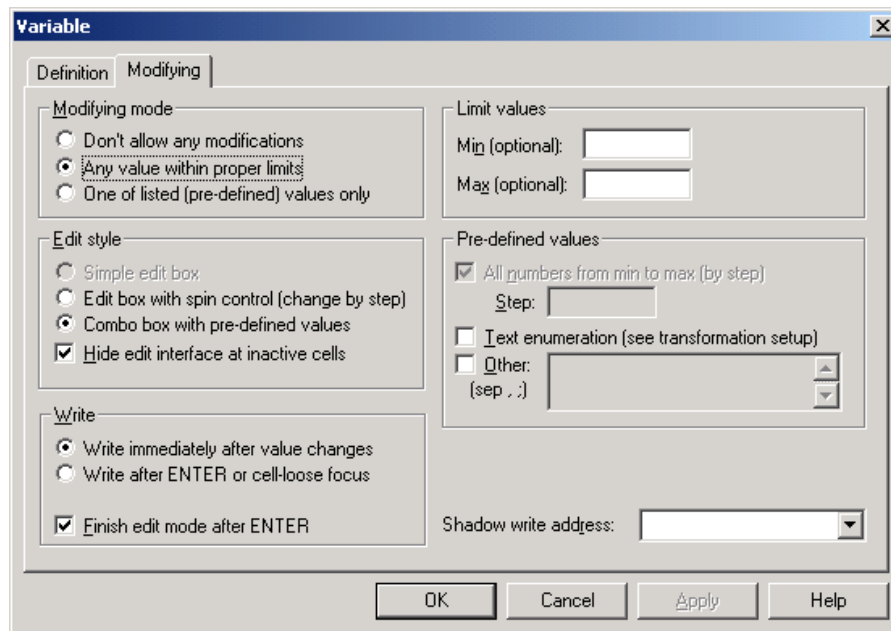 Variable
Definition
Modifying
Modifying mode
Don't allow any modifications
Any value within proper limits
One of listed (pre-defined) values only
Limit values
Min (optional):
Max (optional):
Edit style
Simple edit box
Edit box with spin control (change by step)
Combo box with pre-defined values
Hide edit interface at inactive cells
Pre-defined values
All numbers from min to max (by step)
Step:
Text enumeration (see transformation setup)
Other:
(sep , ;)
Write
Write immediately after value changes
Write after ENTER or cell-loose focus
Finish edit mode after ENTER
Shadow write address:
OK
Cancel
Apply
Help